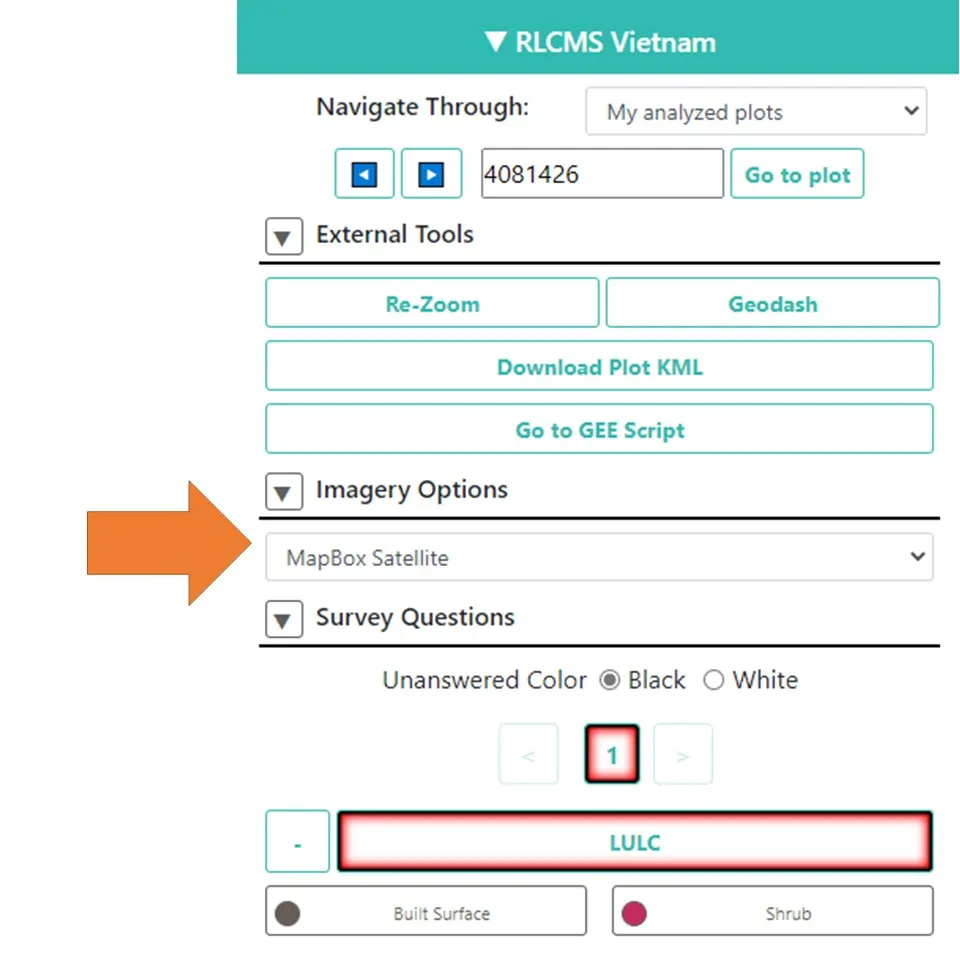 ▼ RLCMS Vietnam
Navigate Through: My analyzed plots
4081426 Go to plot
External Tools
Re-Zoom Geodash
Download Plot KML
Go to GEE Script
Imagery Options
MapBox Satellite
Survey Questions
Unanswered Color Black White
< 1 >
- LULC
Built Surface Shrub